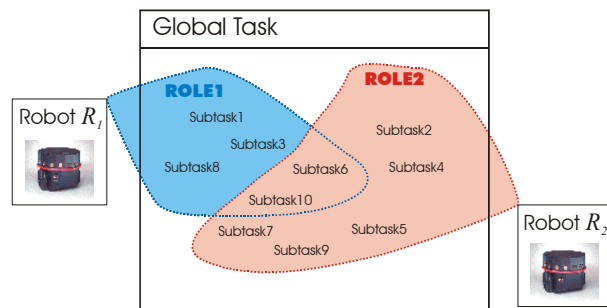 Global Task
ROLE1
ROLE2
Robot R1
Subtask1
Subtask2
Subtask3
Subtask8
Subtask6
Subtask4
Subtask10
Subtask7
Subtask5
Subtask9
Robot R2